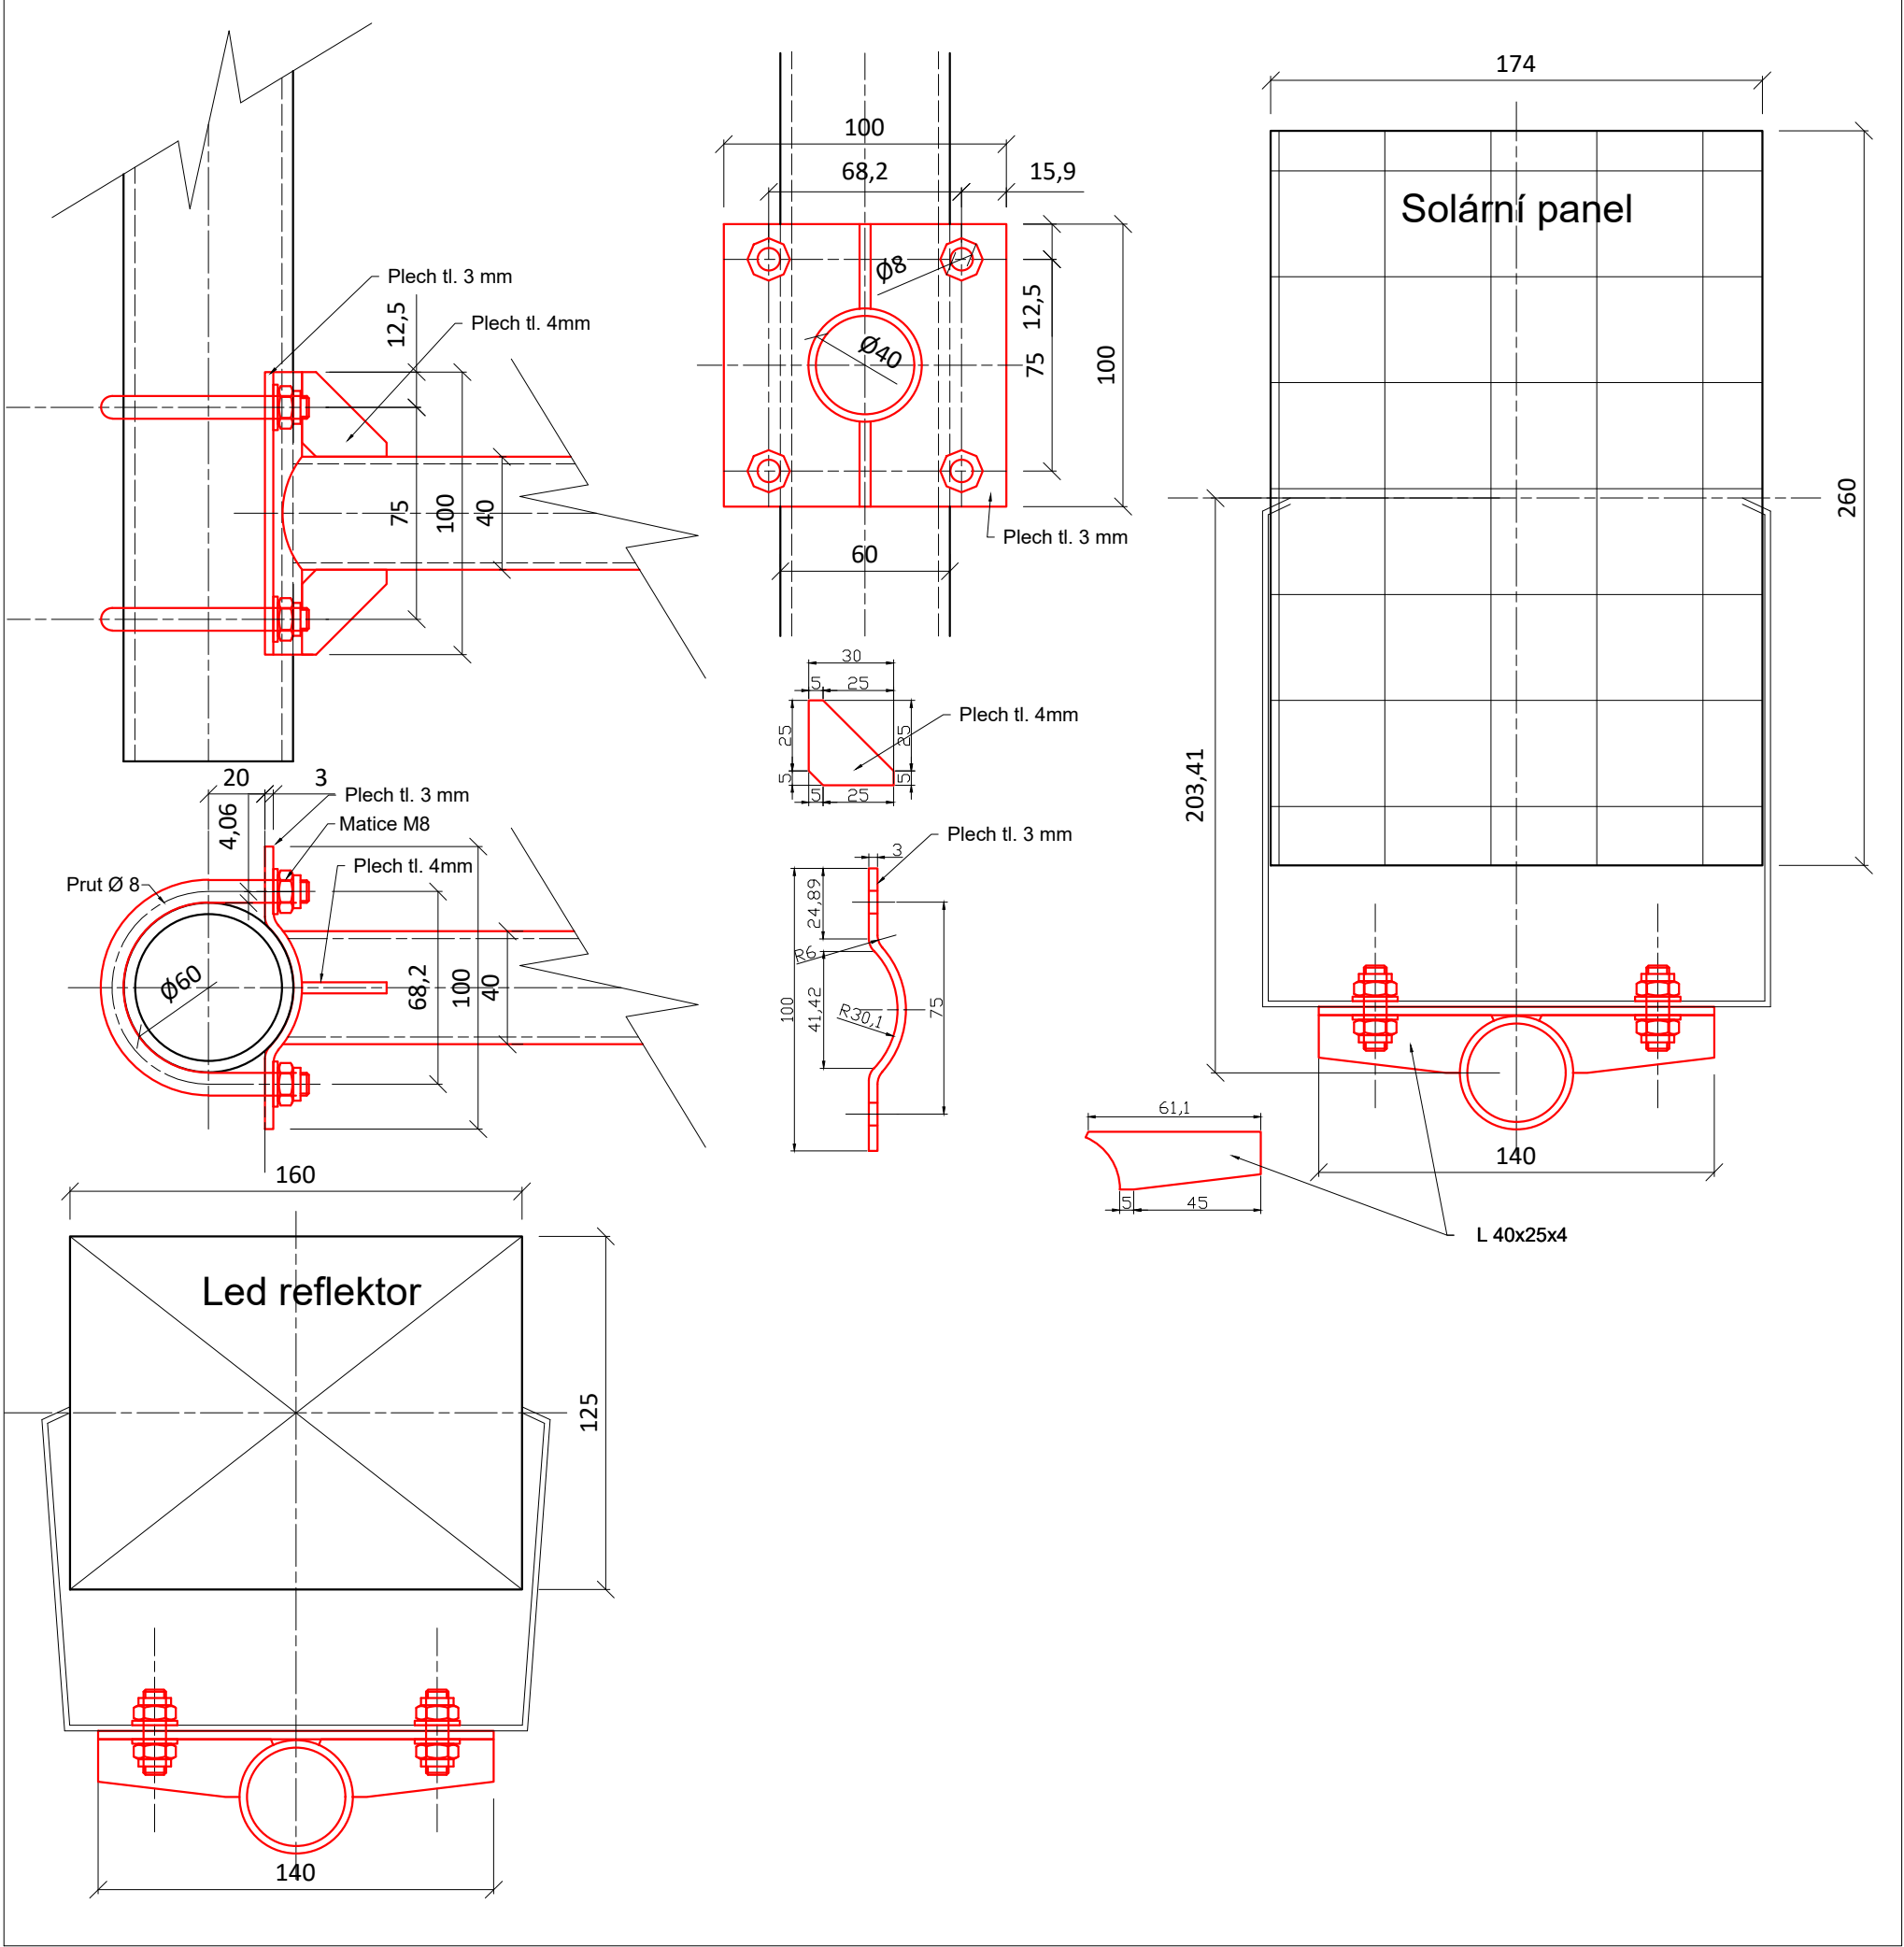 174
100
68,2
15,9
Solární panel
Plech tl. 3 mm
12,5
Plech tl. 4mm
Ø8
12,5
Ø40
75
100
75
100
40
260
Plech tl. 3 mm
60
30
5
25
Plech tl. 4mm
25
25
5
5
5
25
203,41
20
3
Plech tl. 3 mm
4,06
Matice M8
Plech tl. 4mm
Prut Ø 8
Ø60
68,2
100
40
Plech tl. 3 mm
3
24,89
R6
100
41,42
R30,1
75
61,1
5
45
140
L 40x25x4
160
Led reflektor
125
140